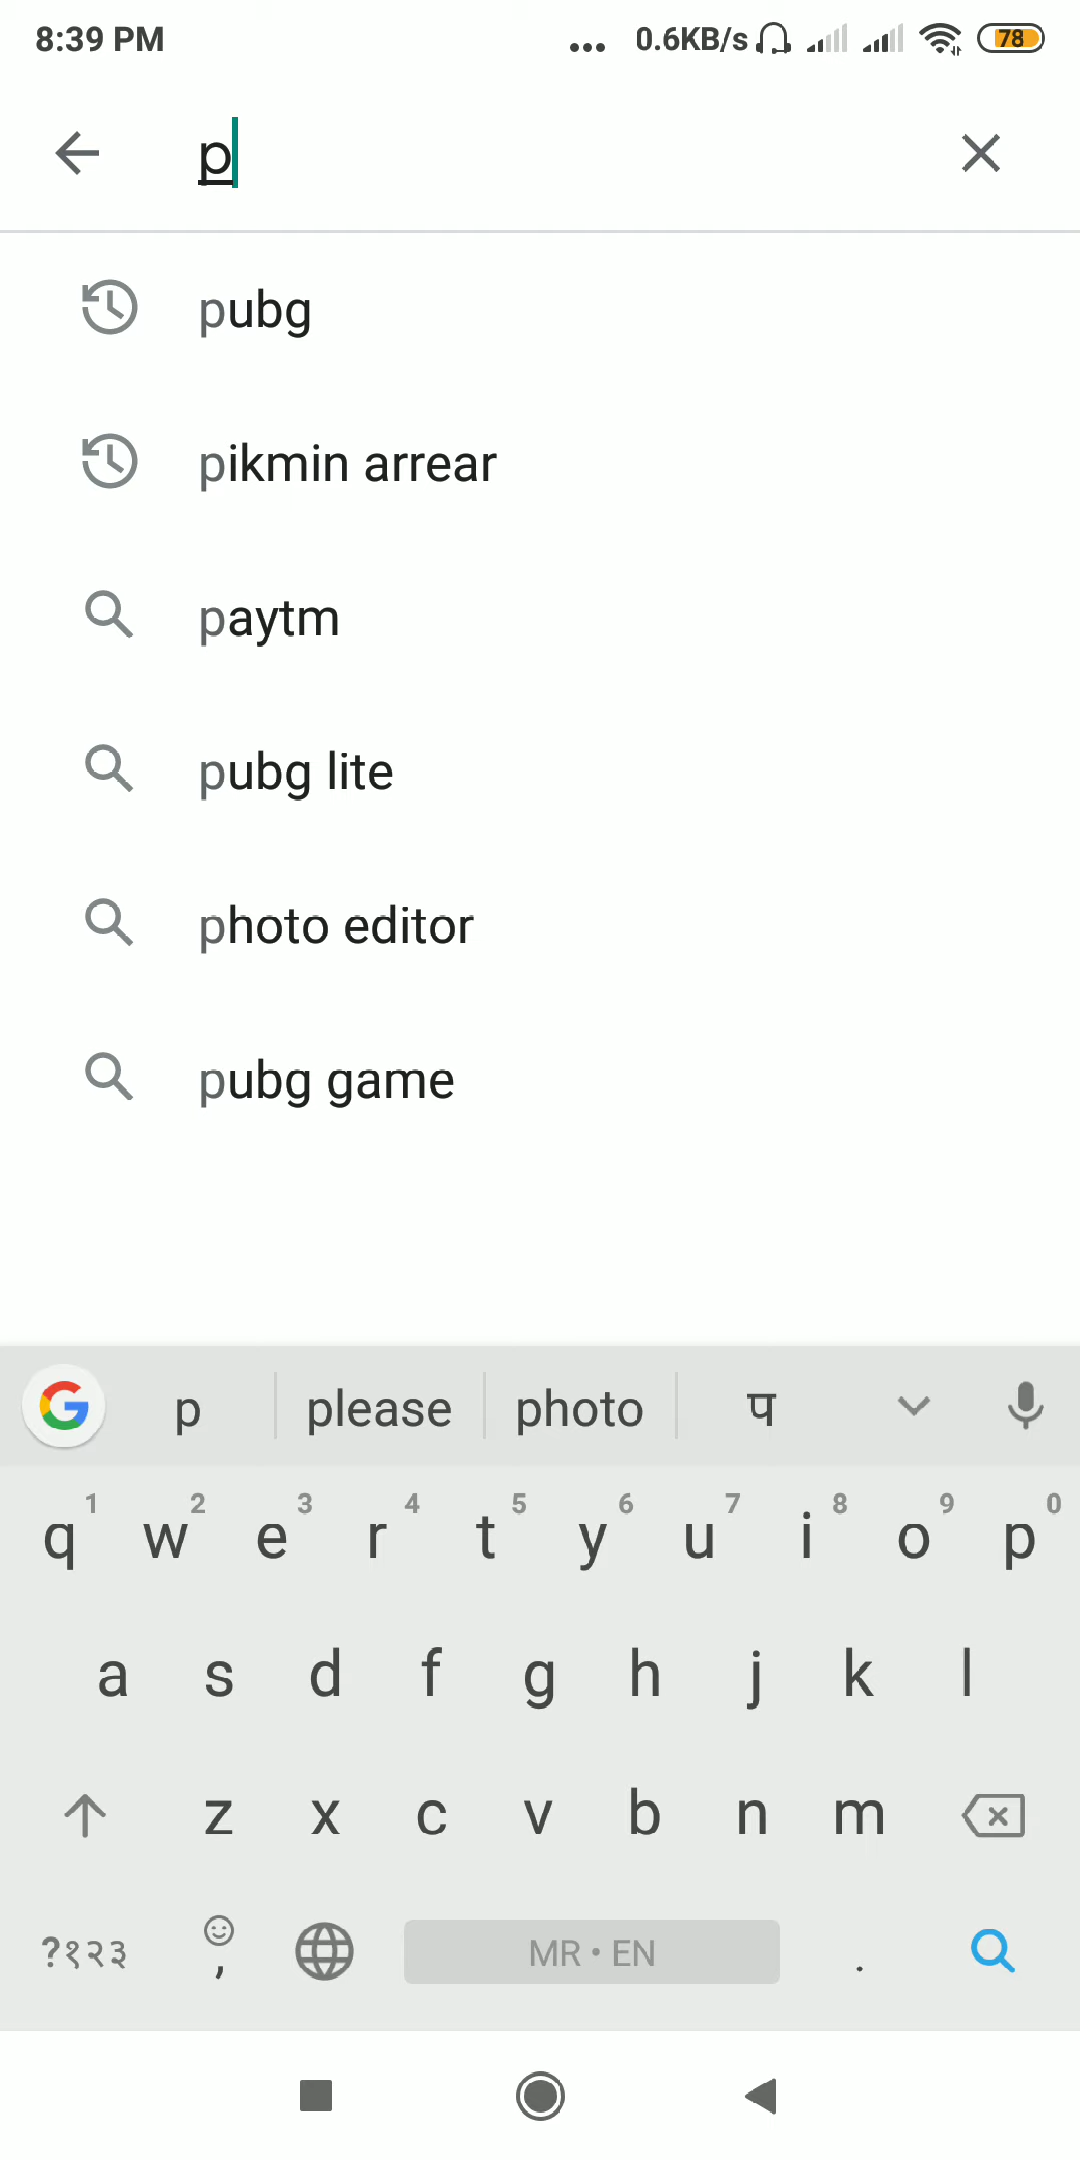 8:39 PM ... 0.6KB/s 78
p
pubg
pikmin arrear
paytm
pubg lite
photo editor
pubg game
p please photo प
1 2 3 4 5 6 7 8 9 0
q w e r t y u i o p
a s d f g h j k l
z x c v b n m
?१२३ , MR • EN .